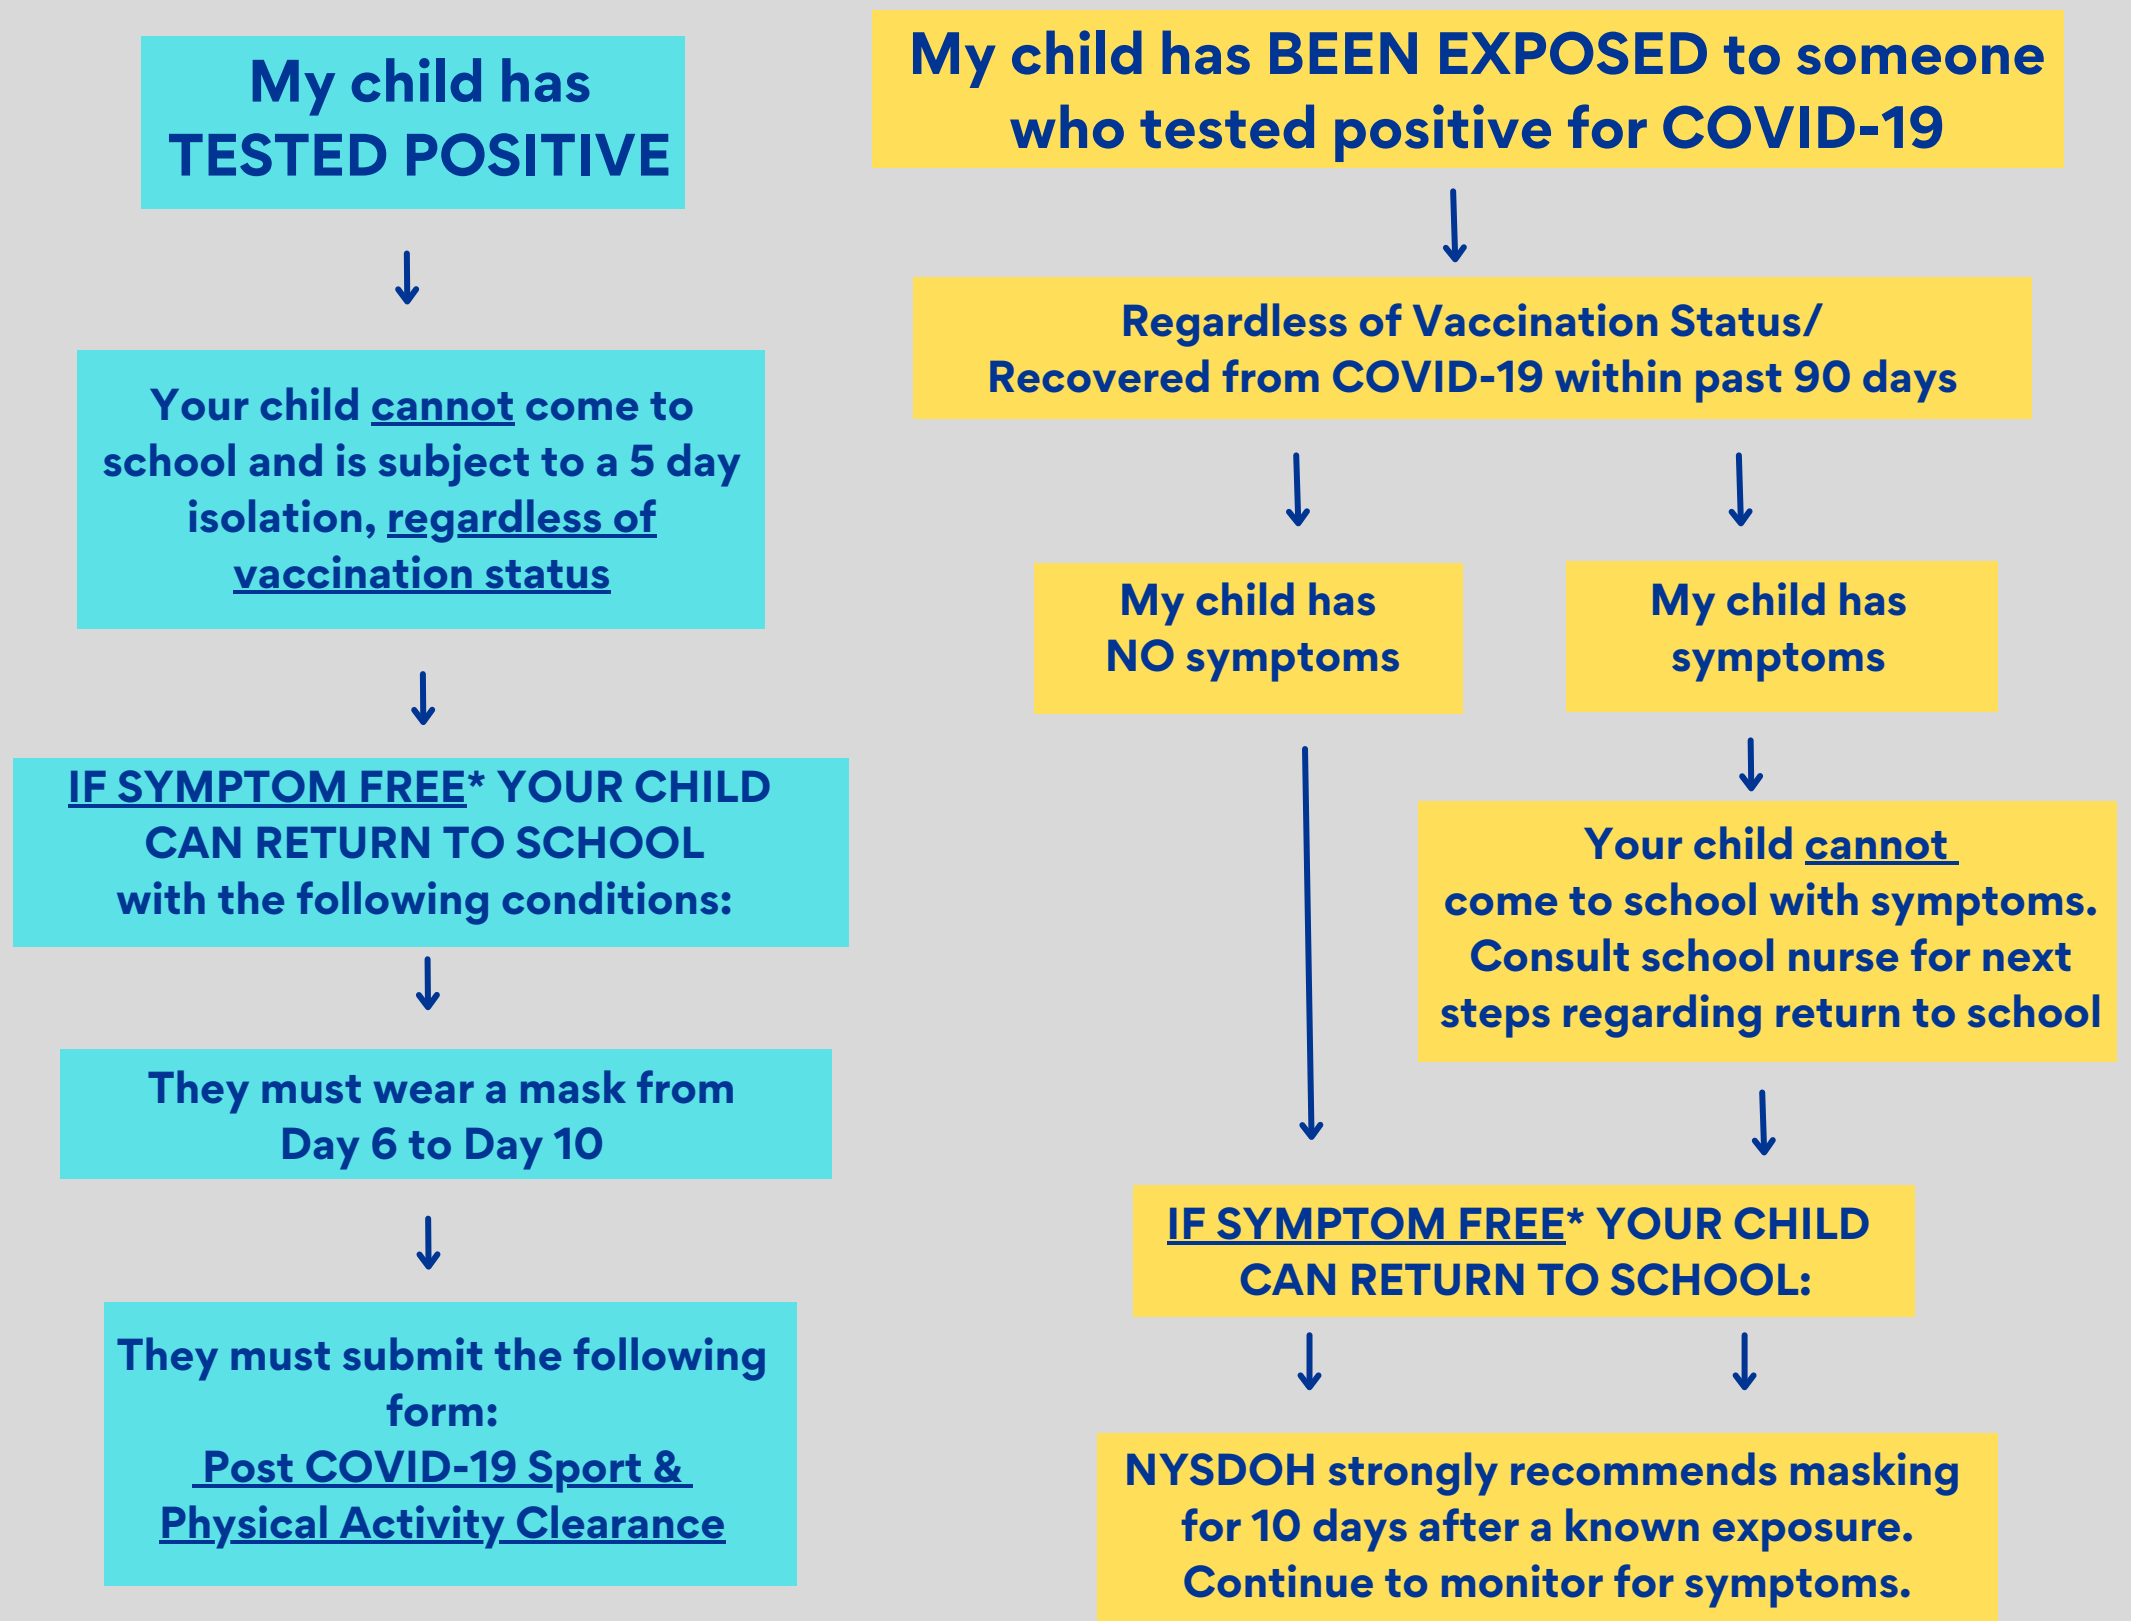 My child has
TESTED POSITIVE
Your child cannot come to
school and is subject to a 5 day
isolation, regardless of
vaccination status
IF SYMPTOM FREE* YOUR CHILD
CAN RETURN TO SCHOOL
with the following conditions:
They must wear a mask from
Day 6 to Day 10
They must submit the following
form:
Post COVID-19 Sport &
Physical Activity Clearance
My child has BEEN EXPOSED to someone
who tested positive for COVID-19
Regardless of Vaccination Status/
Recovered from COVID-19 within past 90 days
My child has
NO symptoms
My child has
symptoms
Your child cannot
come to school with symptoms.
Consult school nurse for next
steps regarding return to school
IF SYMPTOM FREE* YOUR CHILD
CAN RETURN TO SCHOOL:
NYSDOH strongly recommends masking
for 10 days after a known exposure.
Continue to monitor for symptoms.